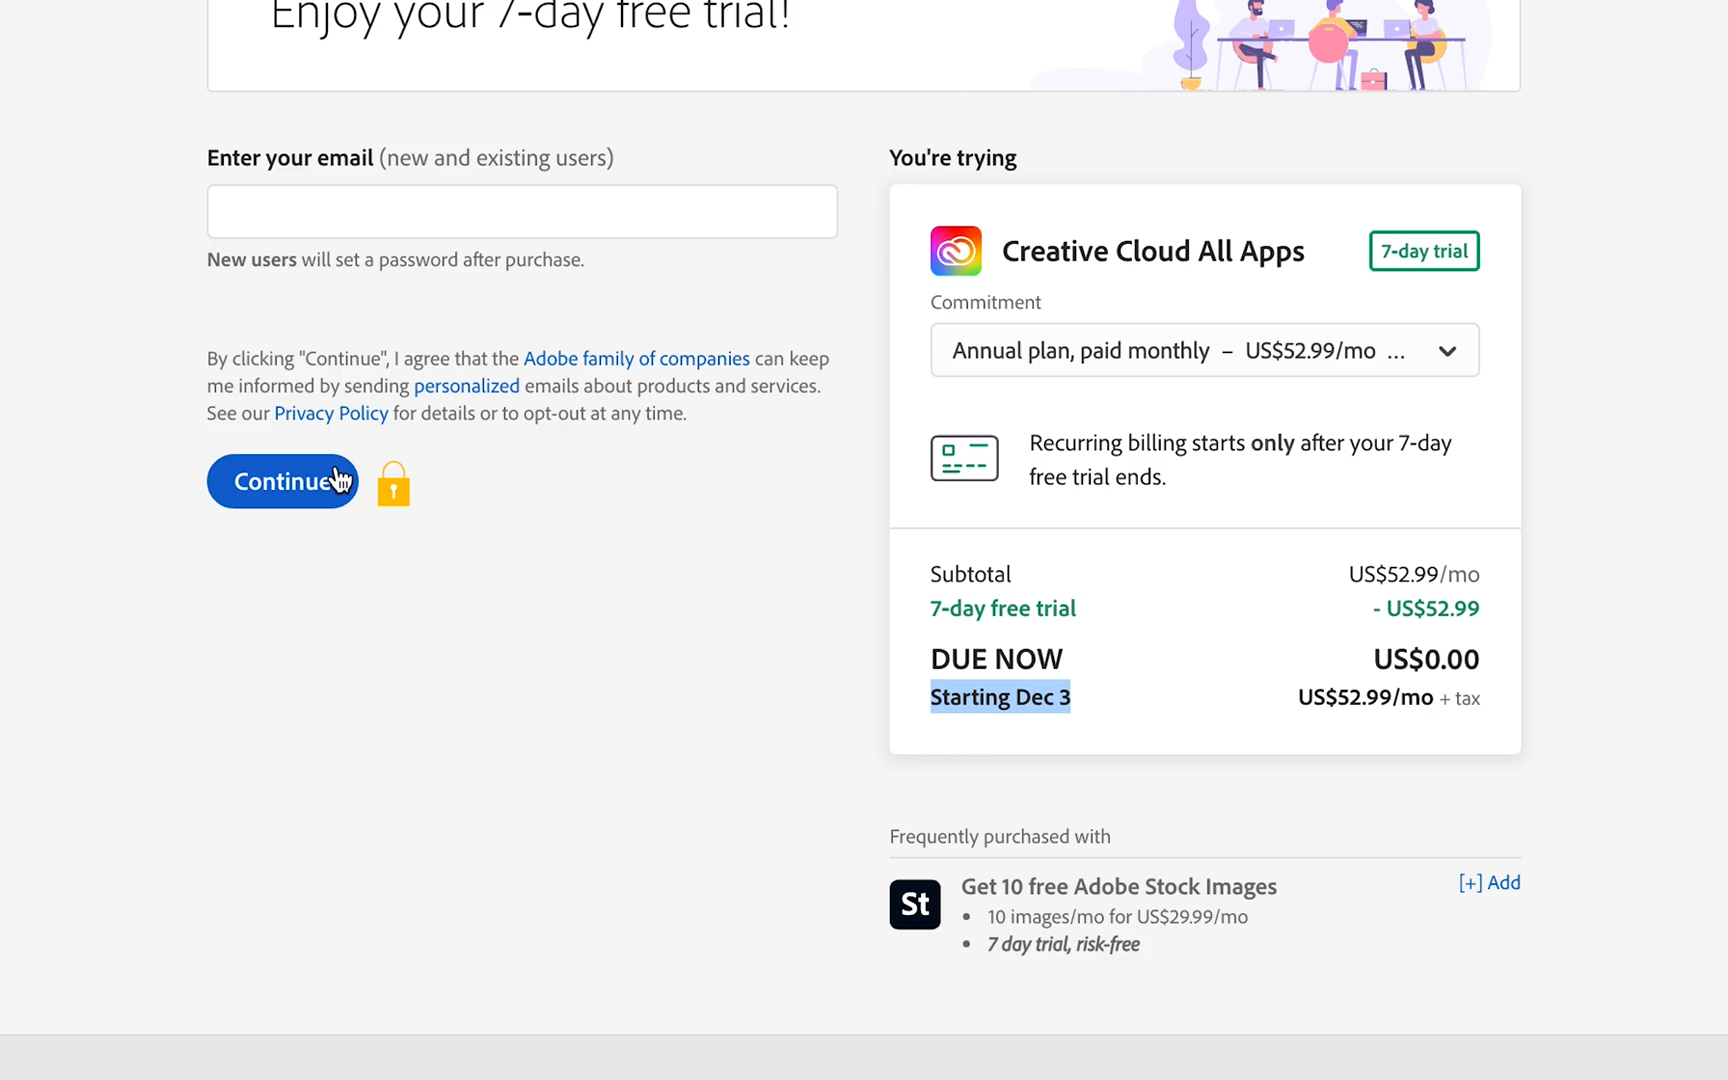 Enjoy your 7-day free trial!
Enter your email (new and existing users)
New users will set a password after purchase.
By clicking "Continue", I agree that the Adobe family of companies can keep
me informed by sending personalized emails about products and services.
See our Privacy Policy for details or to opt-out at any time.
Continue
You're trying
Creative Cloud All Apps
7-day trial
Commitment
Annual plan, paid monthly – US$52.99/mo ...
Recurring billing starts only after your 7-day
free trial ends.
Subtotal US$52.99/mo
7-day free trial - US$52.99
DUE NOW US$0.00
Starting Dec 3 US$52.99/mo + tax
Frequently purchased with
St
Get 10 free Adobe Stock Images
[+] Add
• 10 images/mo for US$29.99/mo
• 7 day trial, risk-free